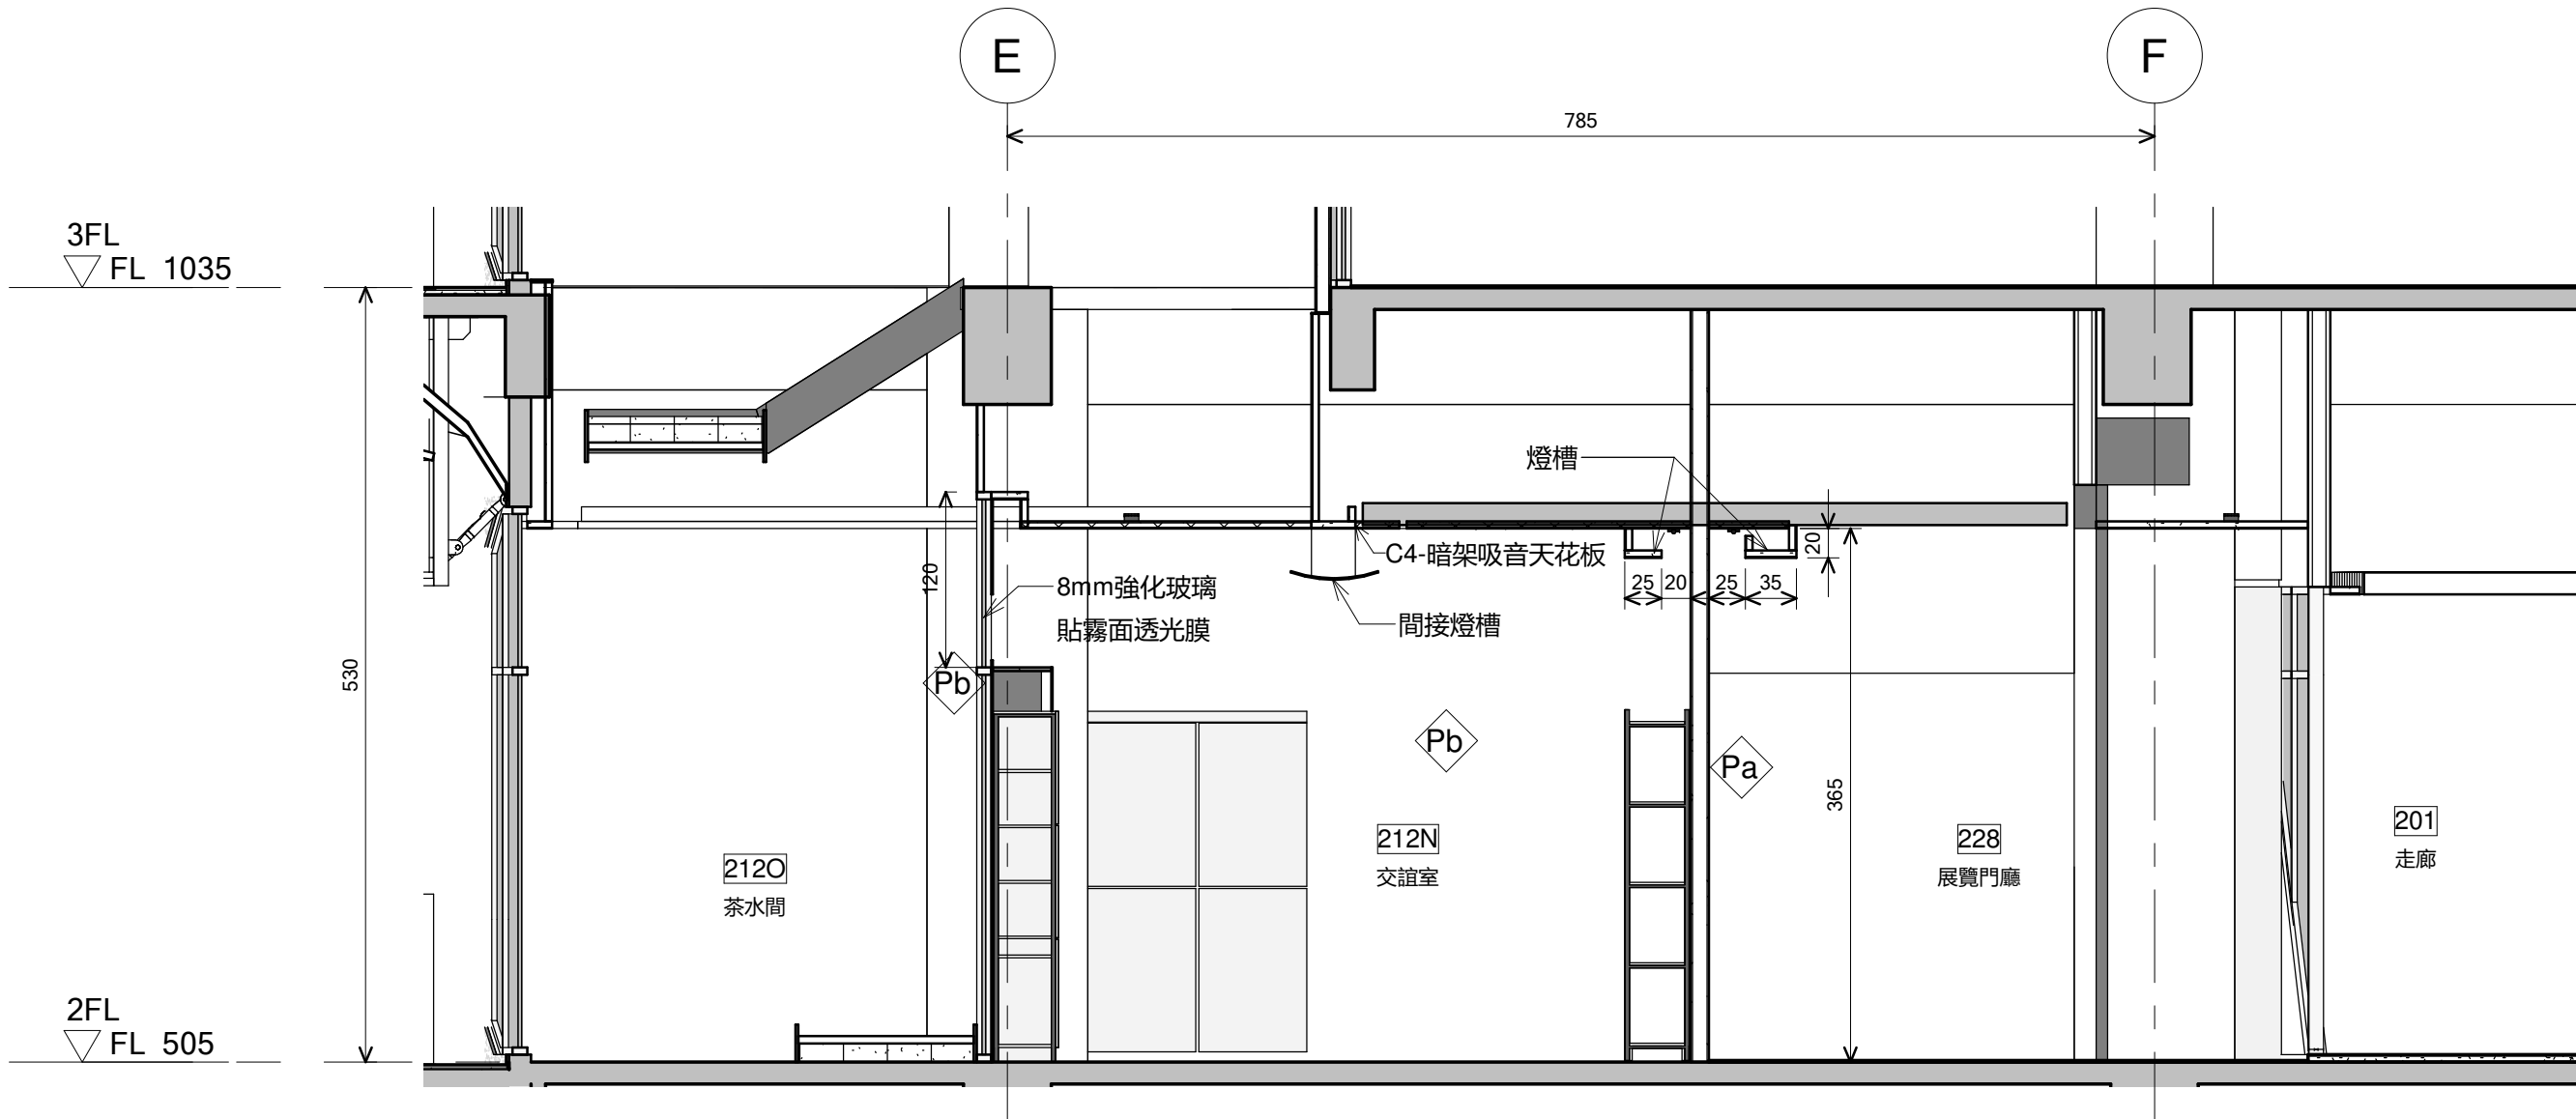 E
F
785
3FL
FL 1035
燈槽
C4-暗架吸音天花板
20
120
25
20
25
35
8mm強化玻璃
貼霧面透光膜
間接燈槽
530
Pb
Pb
Pa
365
212O
茶水間
212N
交誼室
228
展覽門廳
201
走廊
2FL
FL 505